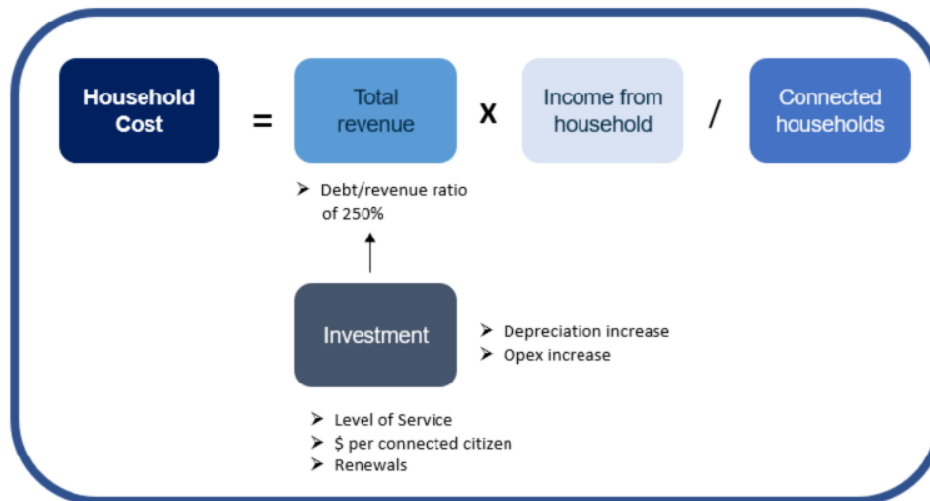 Household
Cost
=
Total
revenue
x
Income from
household
/
Connected
households
➤ Debt/revenue ratio
of 250%
Investment
➤ Depreciation increase
➤ Opex increase
➤ Level of Service
➤ $ per connected citizen
➤ Renewals